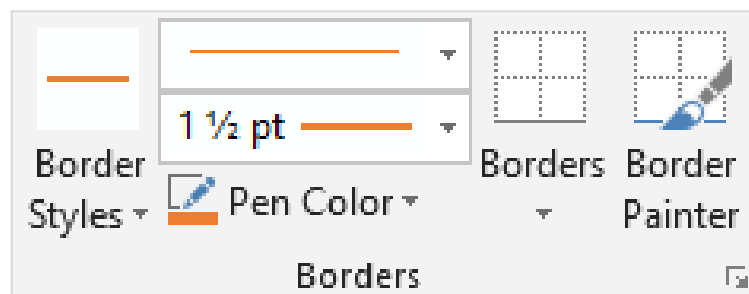 1 ½ pt
Border
Styles
Pen Color
Borders
Border
Painter
Borders